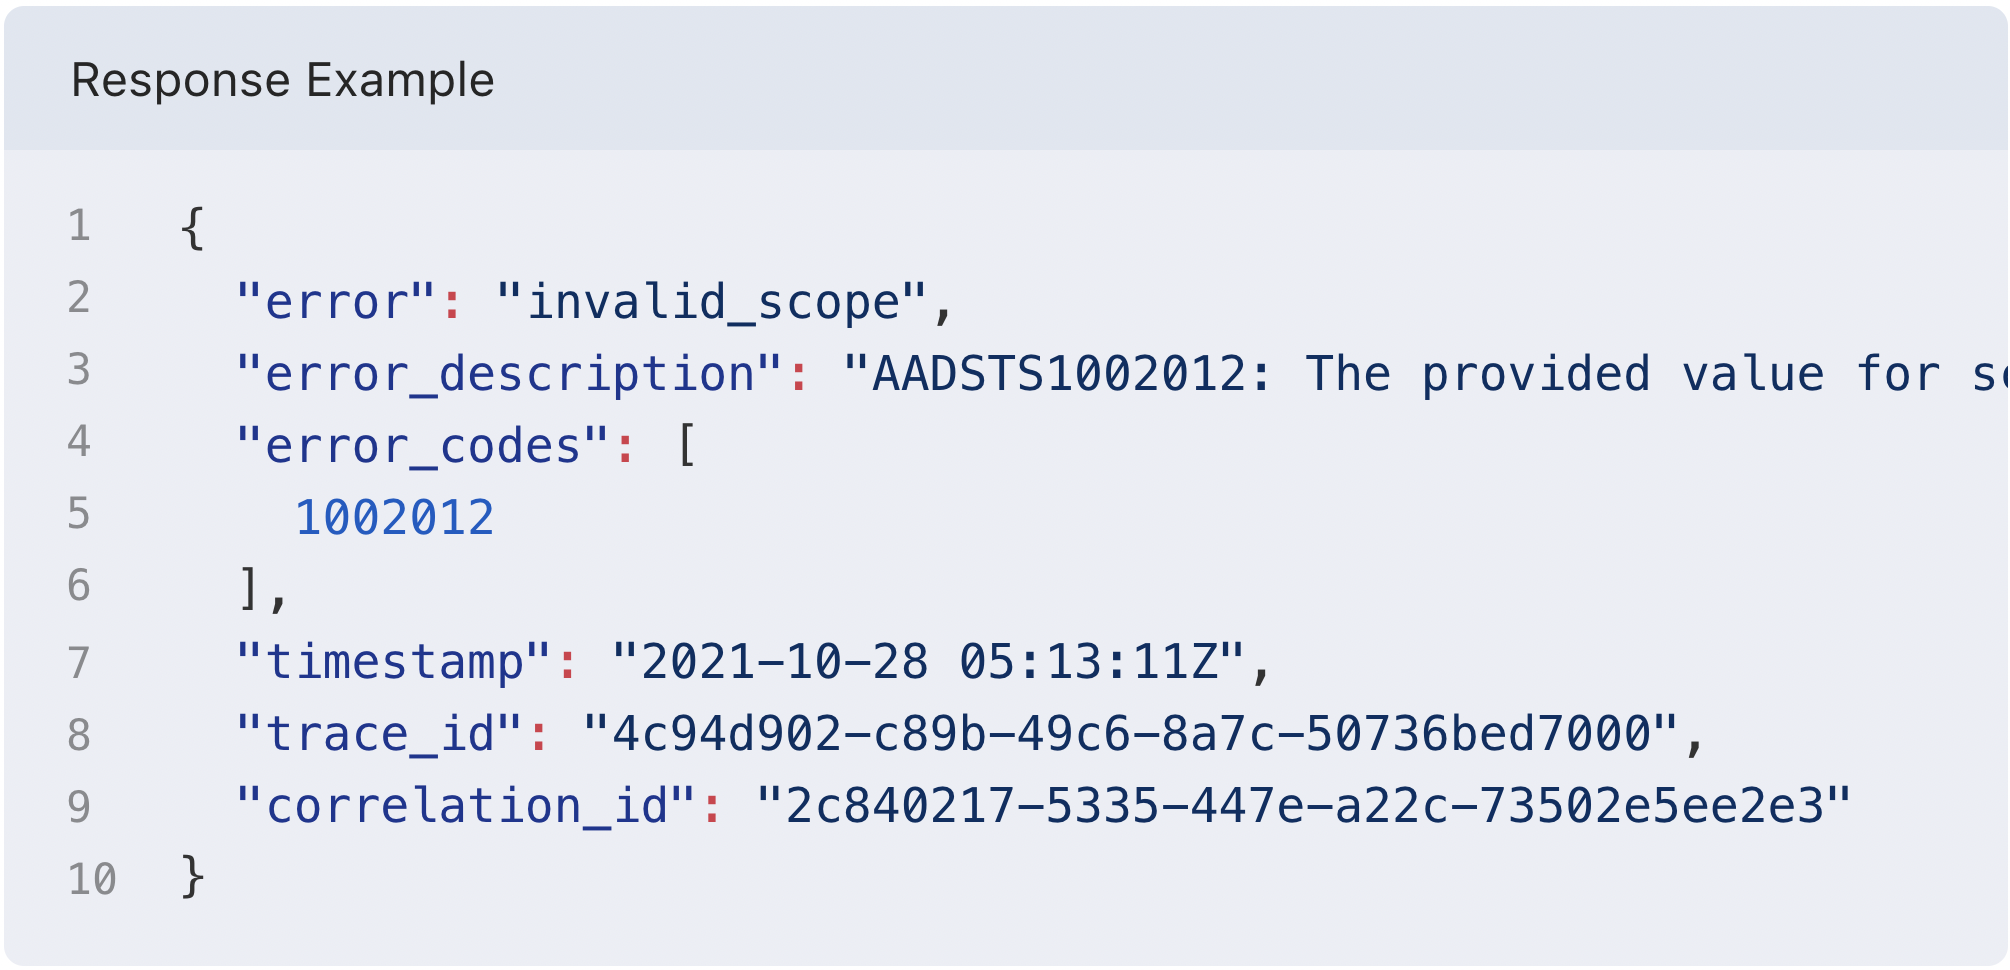 Response Example
1 {
2 "error": "invalid_scope",
3 "error_description": "AADSTS1002012: The provided value for
4 "error_codes": [
5 1002012
6 ],
7 "timestamp": "2021-10-28 05:13:11Z",
8 "trace_id": "4c94d902-c89b-49c6-8a7c-50736bed7000",
9 "correlation_id": "2c840217-5335-447e-a22c-73502e5ee2e3"
10 }